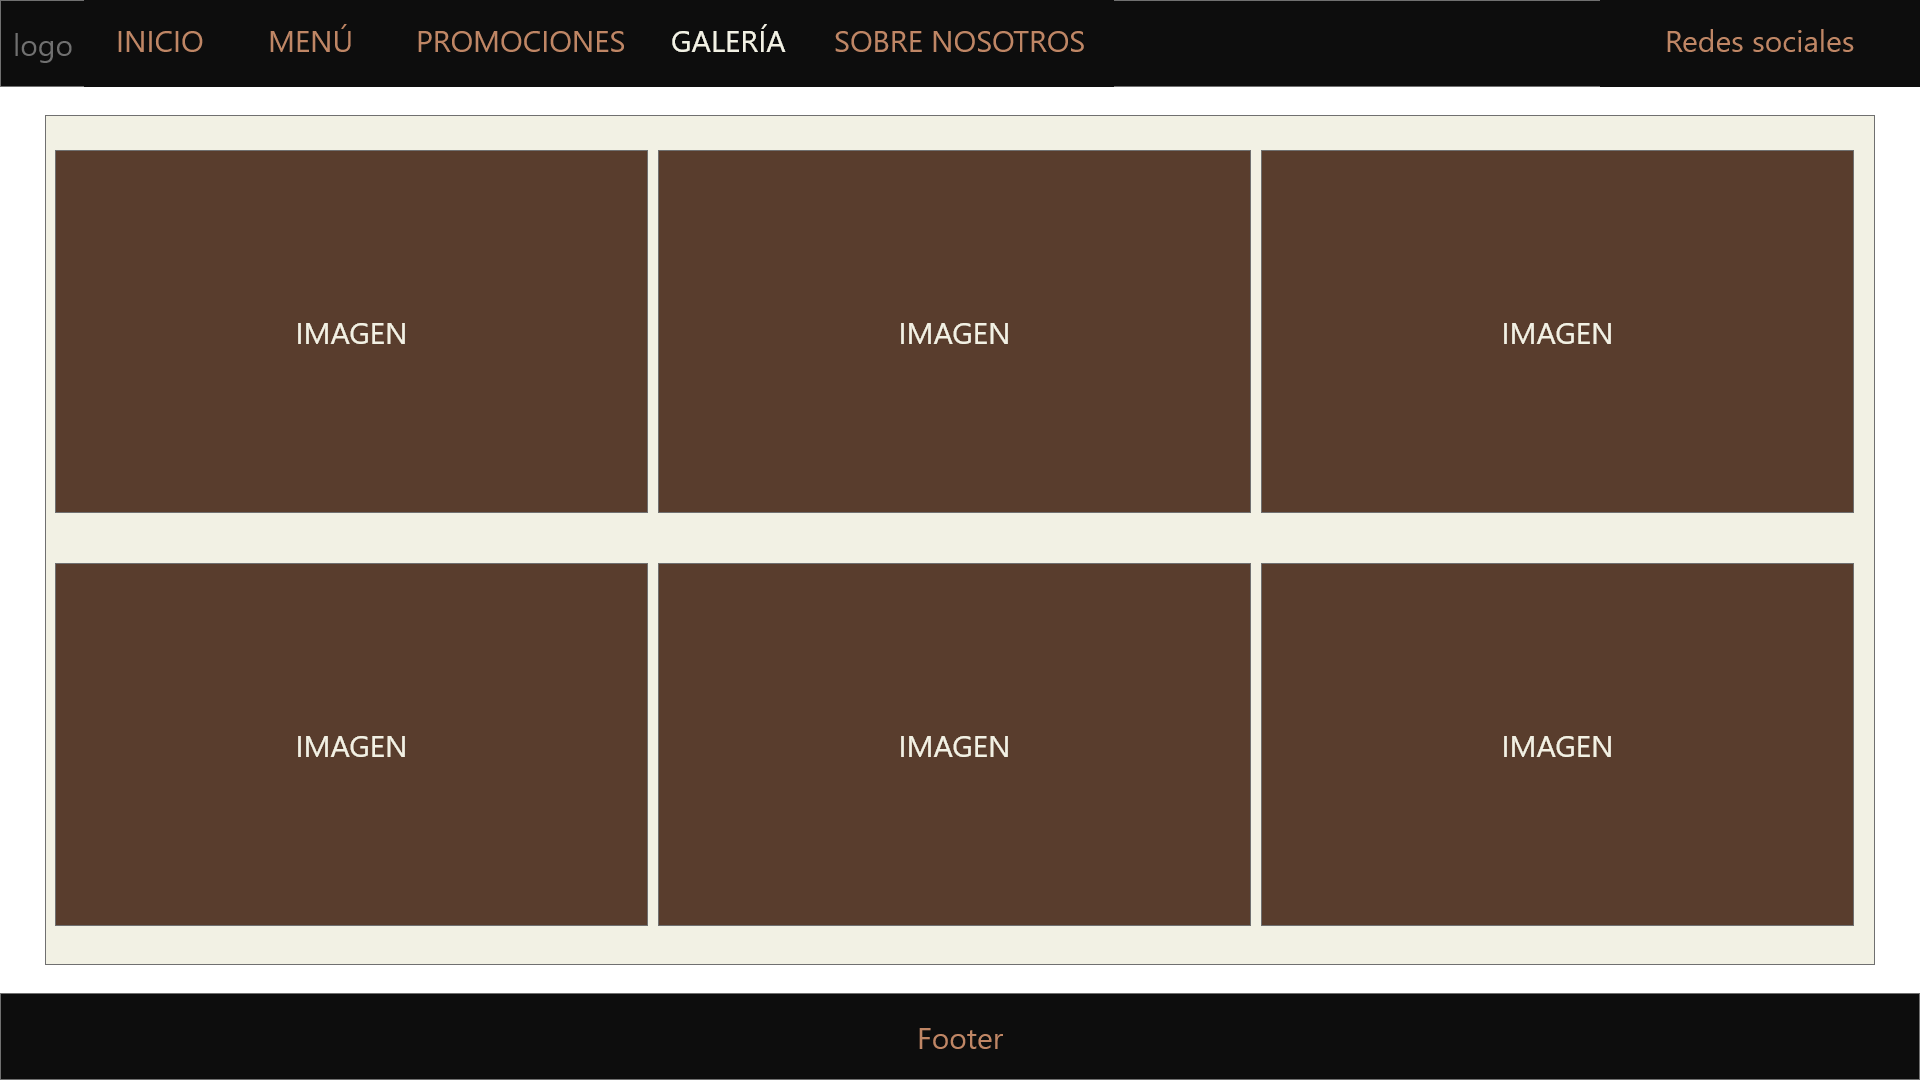 logo INICIO MENÚ PROMOCIONES GALERÍA SOBRE NOSOTROS Redes sociales
IMAGEN IMAGEN IMAGEN
IMAGEN IMAGEN IMAGEN
Footer